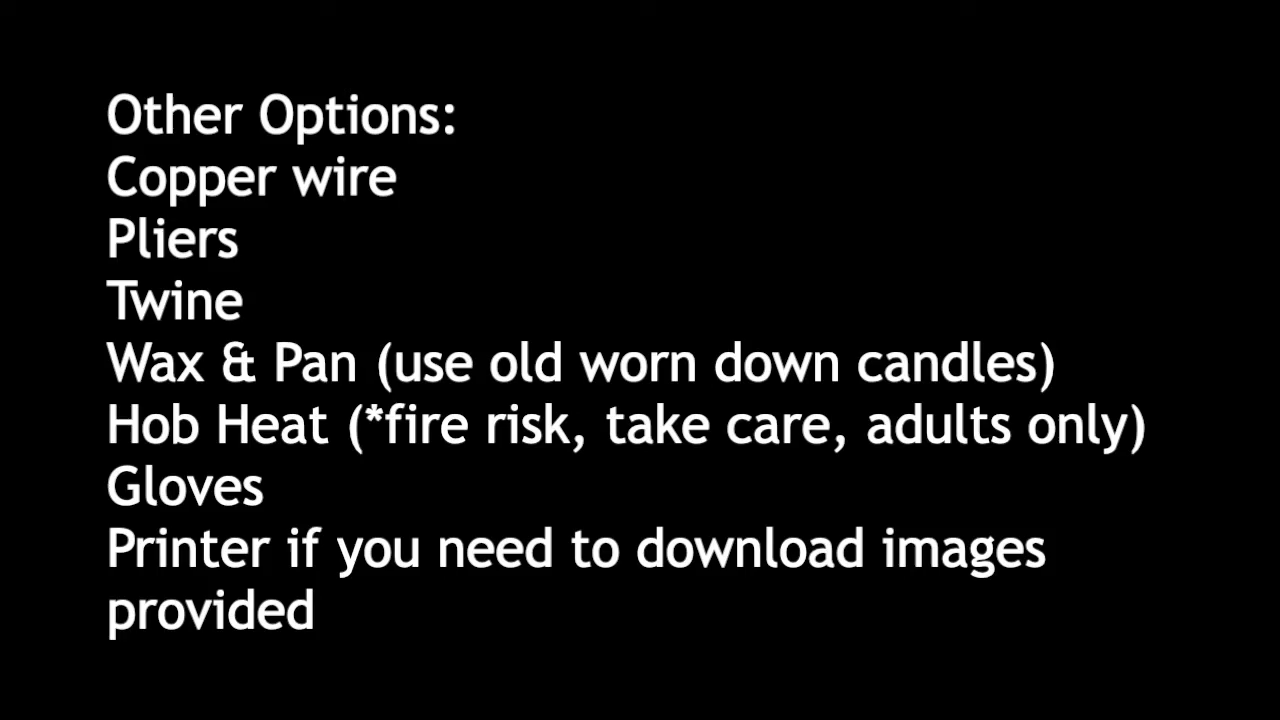 Other Options:
Copper wire
Pliers
Twine
Wax & Pan (use old worn down candles)
Hob Heat (*fire risk, take care, adults only)
Gloves
Printer if you need to download images
provided